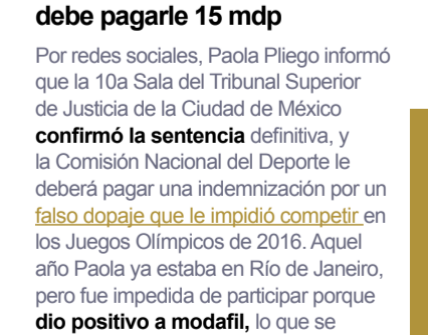 debe pagarle 15 mdp
Por redes sociales, Paola Pliego informó
que la 10a Sala del Tribunal Superior
de Justicia de la Ciudad de México
confirmó la sentencia definitiva, y
la Comisión Nacional del Deporte le
deberá pagar una indemnización por un
falso dopaje que le impidió competir en
los Juegos Olímpicos de 2016. Aquel
año Paola ya estaba en Río de Janeiro,
pero fue impedida de participar porque
dio positivo a modafil, lo que se